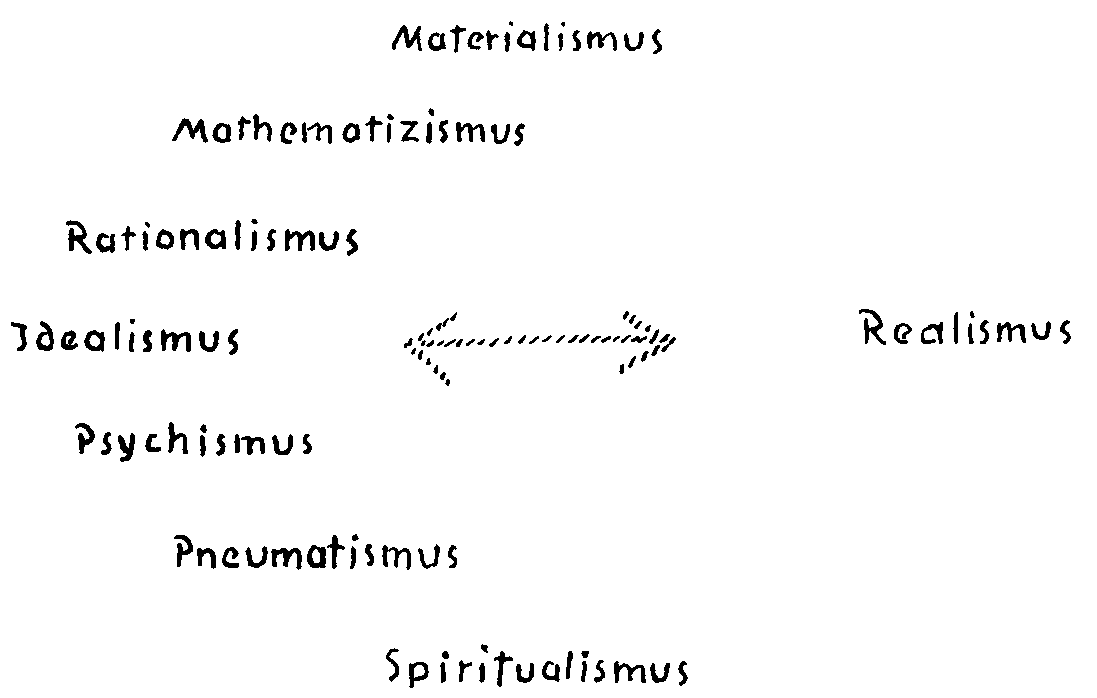 Materialismus
Mathematizismus
Rationalismus
Idealismus Realismus
Psychismus
Pneumatismus
Spiritualismus